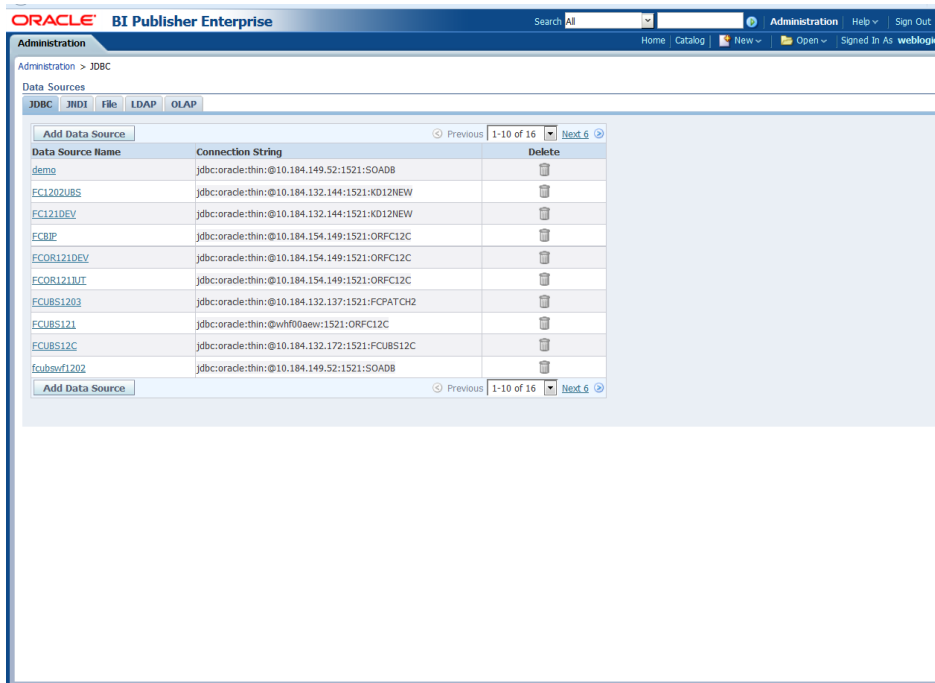 ORACLE' BI Publisher Enterprise Search All Administration Help Sign Out
Administration Home Catalog New Open Signed In As weblogic
Administration > JDBC
Data Sources
JDBC JNDI File LDAP OLAP
Add Data Source Previous 1-10 of 16 Next 6
Data Source Name Connection String Delete
demo jdbc:oracle:thin:@10.184.149.52:1521:SOADB
FC1202UBS jdbc:oracle:thin:@10.184.132.144:1521:KD12NEW
FC121DEV jdbc:oracle:thin:@10.184.132.144:1521:KD12NEW
FCBIP jdbc:oracle:thin:@10.184.154.149:1521:ORFC12C
FCOR121DEV jdbc:oracle:thin:@10.184.154.149:1521:ORFC12C
FCOR121IUT jdbc:oracle:thin:@10.184.154.149:1521:ORFC12C
FCUBS1203 jdbc:oracle:thin:@10.184.132.137:1521:FCPATCH2
FCUBS121 jdbc:oracle:thin:@whf00aew:1521:ORFC12C
FCUBS12C jdbc:oracle:thin:@10.184.132.172:1521:FCUBS12C
fcubswf1202 jdbc:oracle:thin:@10.184.149.52:1521:SOADB
Add Data Source Previous 1-10 of 16 Next 6